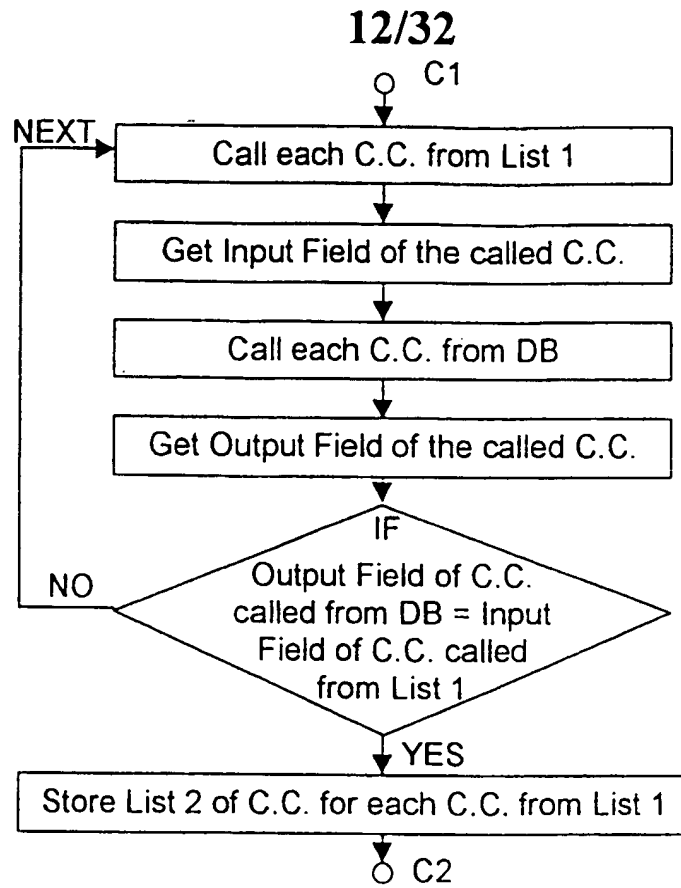 12/32
C1
NEXT
Call each C.C. from List 1
Get Input Field of the called C.C.
Call each C.C. from DB
Get Output Field of the called C.C.
IF
NO
Output Field of C.C.
called from DB = Input
Field of C.C. called
from List 1
YES
Store List 2 of C.C. for each C.C. from List 1
C2